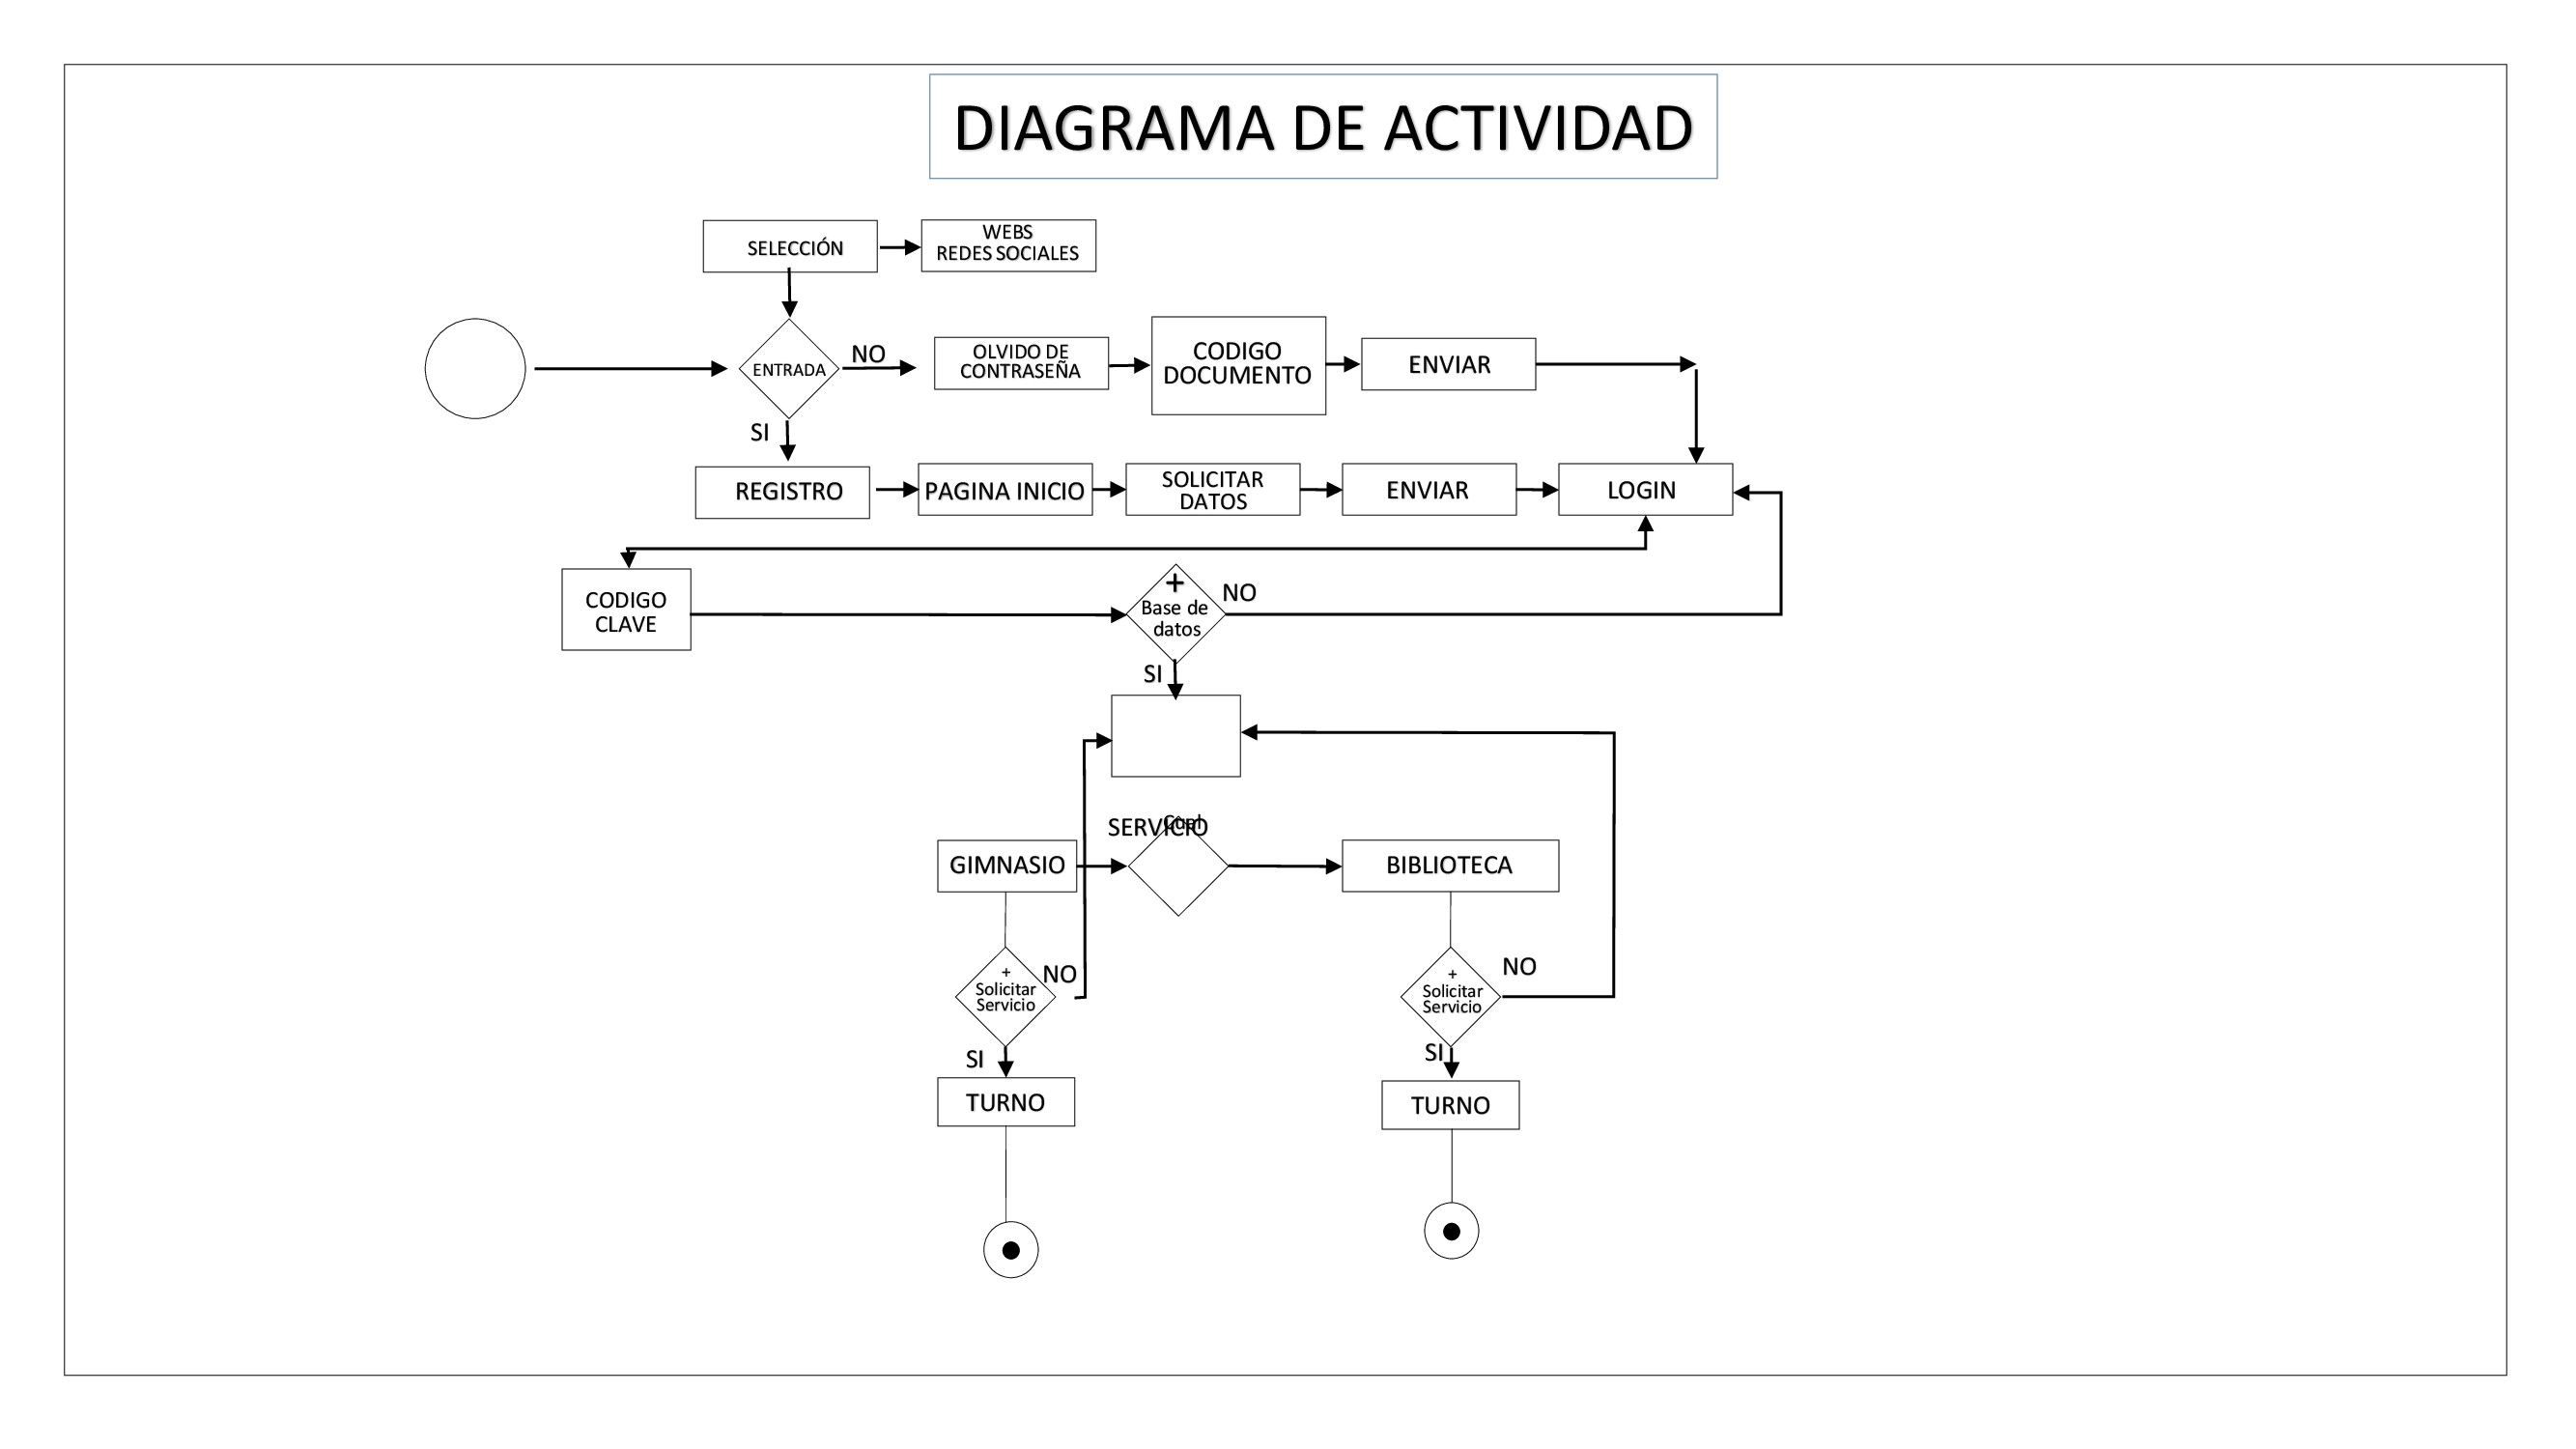 DIAGRAMA DE ACTIVIDAD
SELECCIÓN
WEBS
REDES SOCIALES
ENTRADA
NO
OLVIDO DE
CONTRASEÑA
CODIGO
DOCUMENTO
ENVIAR
SI
REGISTRO
PAGINA INICIO
SOLICITAR
DATOS
ENVIAR
LOGIN
CODIGO
CLAVE
+
Base de
datos
NO
SI
Cual
SERVICIO
GIMNASIO
BIBLIOTECA
+
Solicitar
Servicio
NO
+
Solicitar
Servicio
NO
SI
SI
TURNO
TURNO